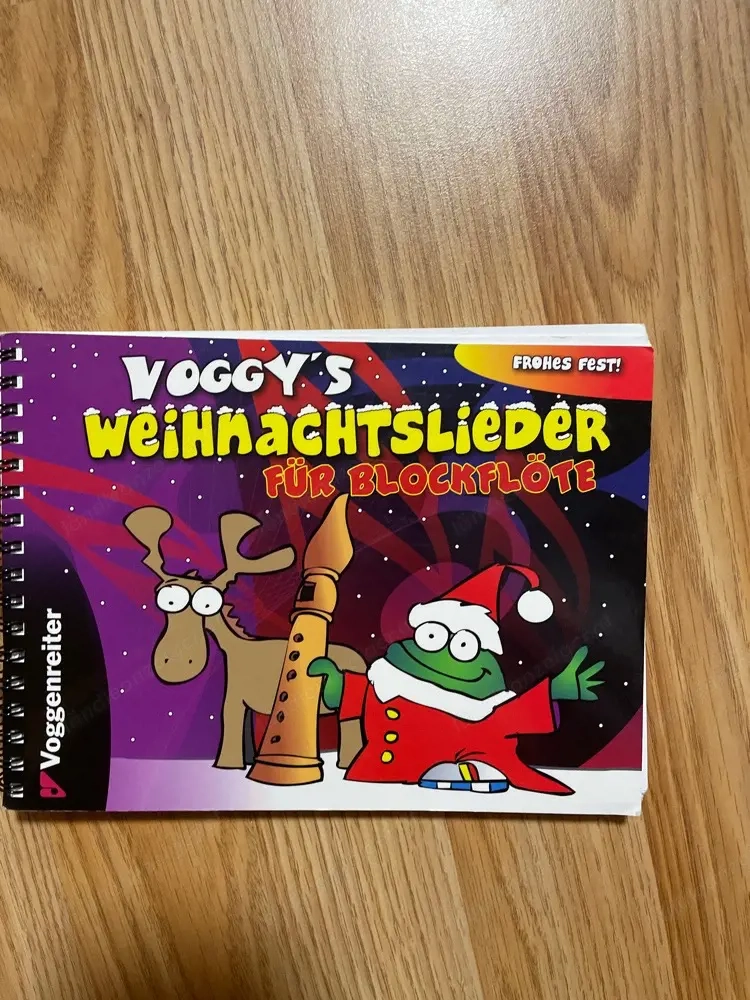 VOGGY'S
WEIHNACHTSLIEDER
FÜR BLOCKFLÖTE
FROHES FEST!
Voggenreiter